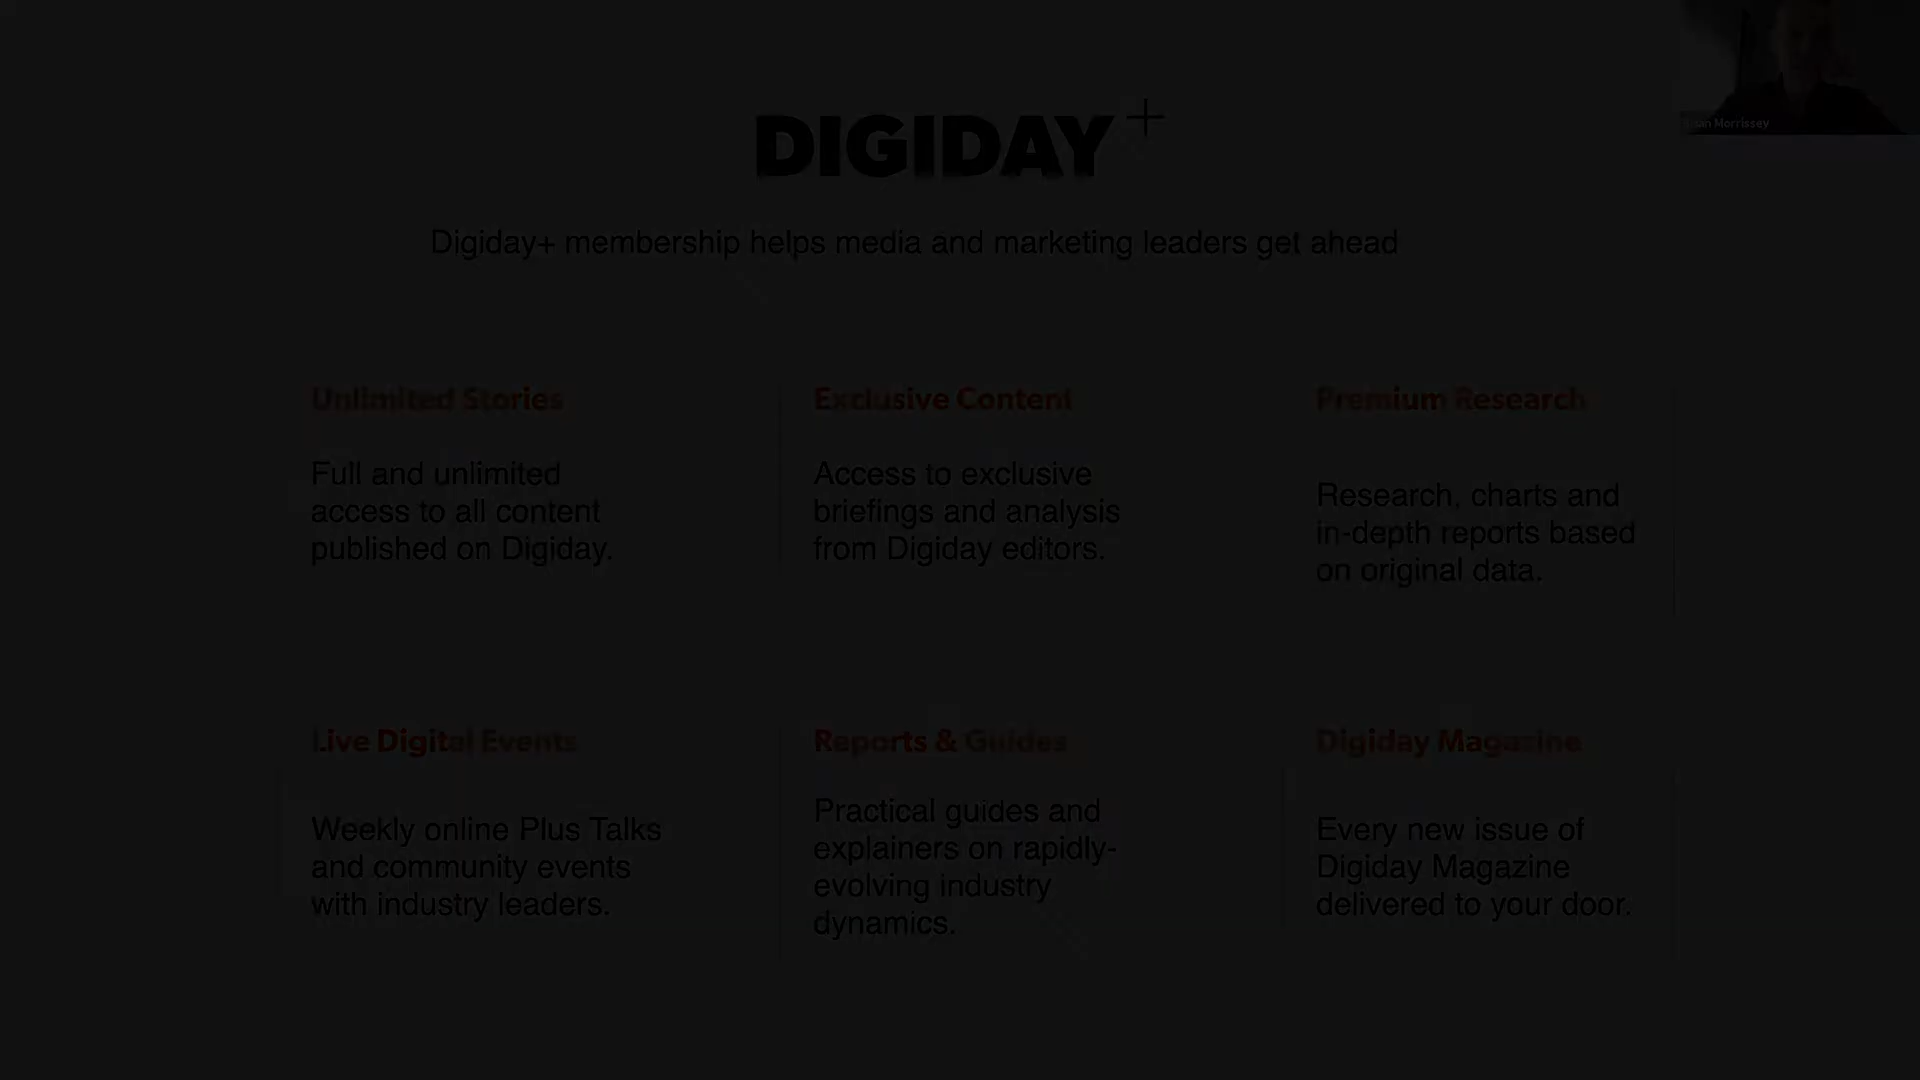 DIGIDAY+
Digiday+ membership helps media and marketing leaders get ahead
Unlimited Stories
Full and unlimited
access to all content
published on Digiday.
Exclusive Content
Access to exclusive
briefings and analysis
from Digiday editors.
Premium Research
Research, charts and
in-depth reports based
on original data.
Live Digital Events
Weekly online Plus Talks
and community events
with industry leaders.
Reports & Guides
Practical guides and
explainers on rapidly-
evolving industry
dynamics.
Digiday Magazine
Every new issue of
Digiday Magazine
delivered to your door.
Morrissey